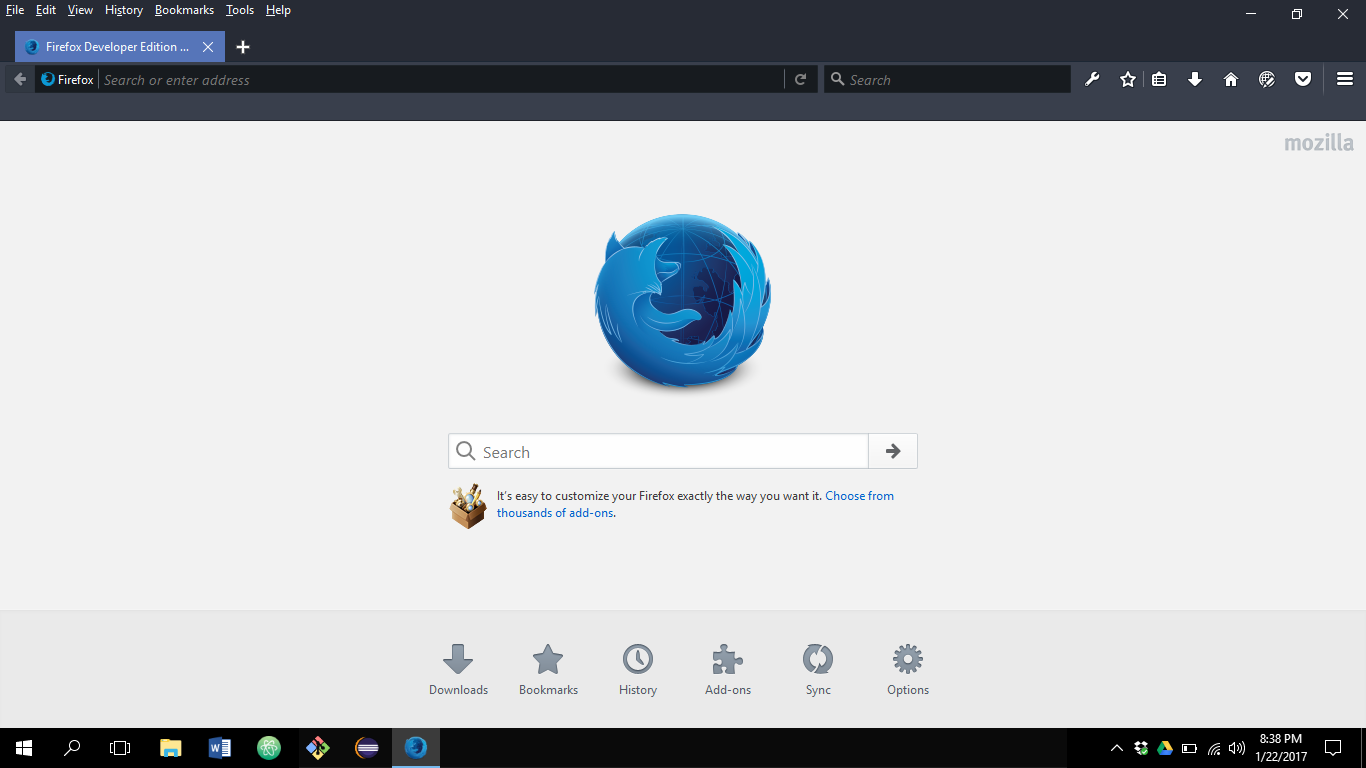 File Edit View History Bookmarks Tools Help
Firefox Developer Edition ...
Firefox Search or enter address
Search
mozilla
Search
It's easy to customize your Firefox exactly the way you want it. Choose from
thousands of add-ons.
Downloads Bookmarks History Add-ons Sync Options
8:38 PM
1/22/2017